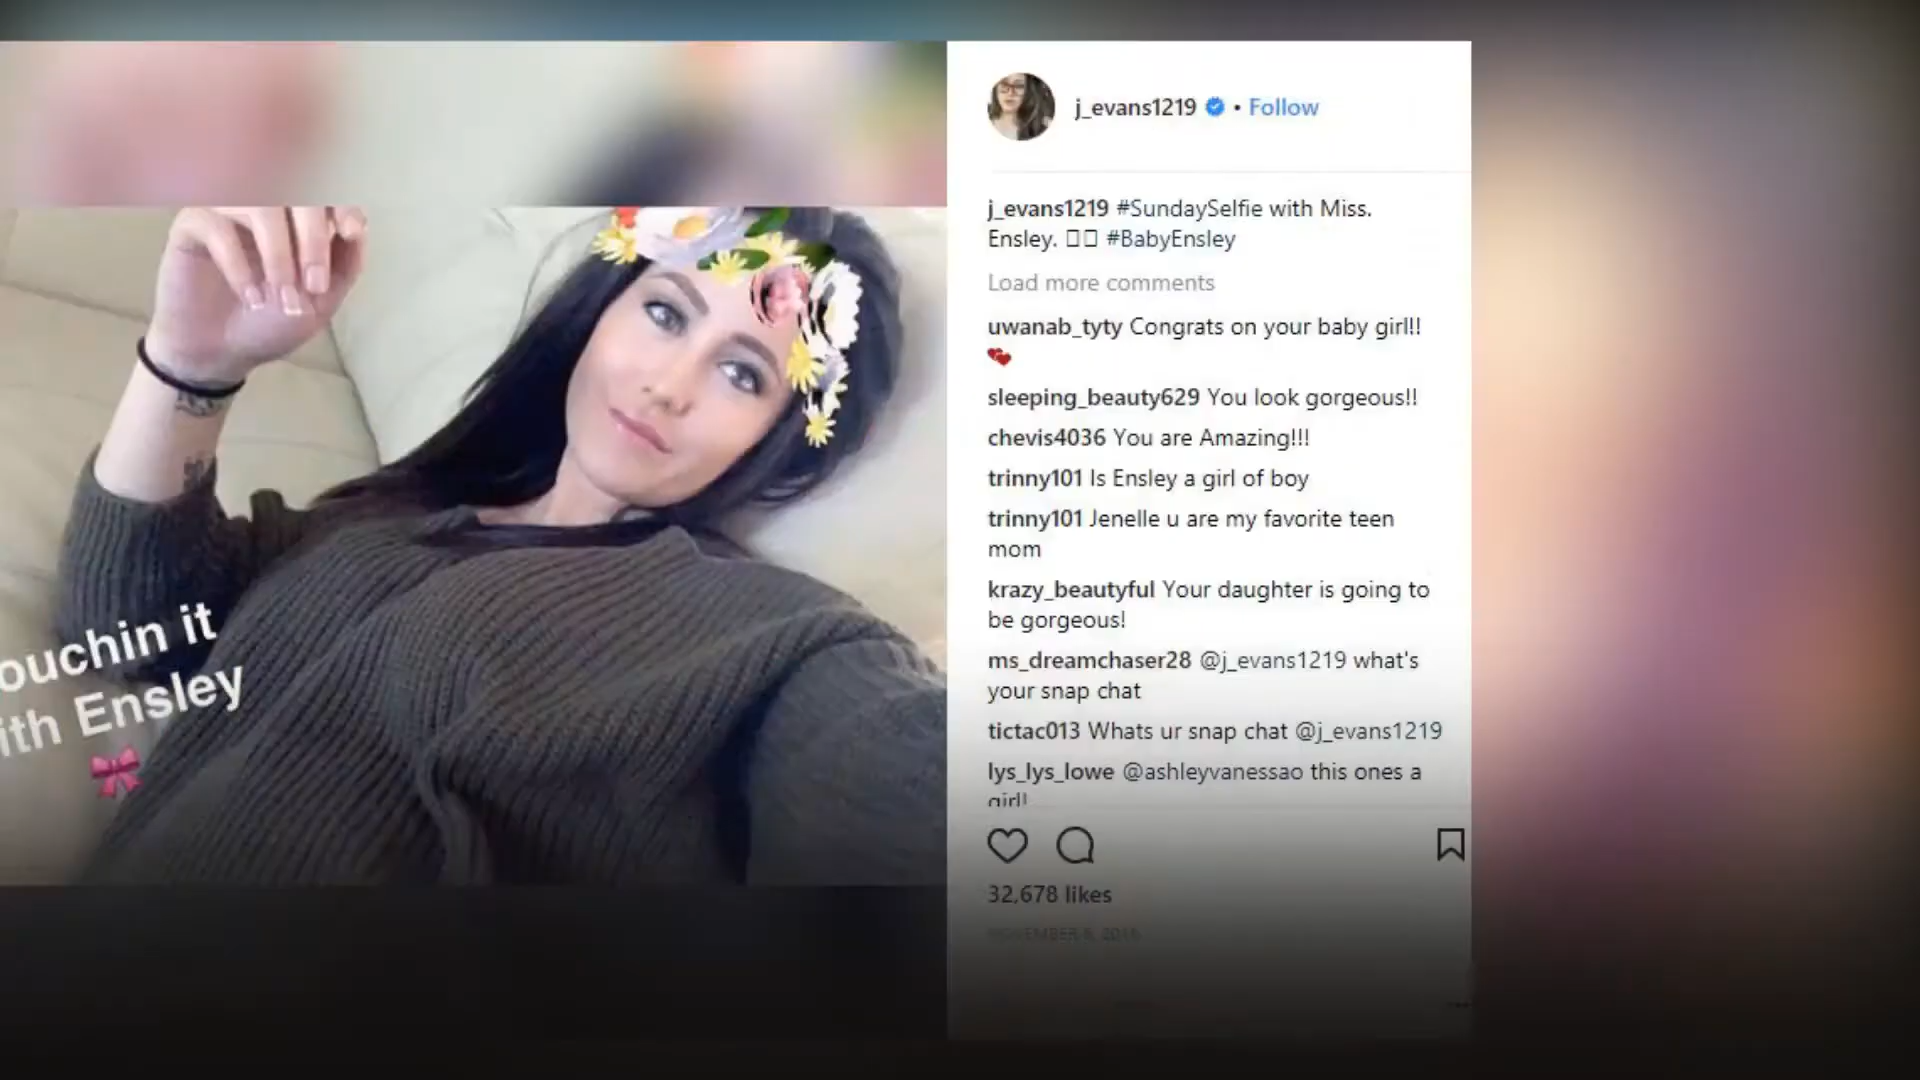 ouchin it
ith Ensley
j_evans1219 • Follow
j_evans1219 #SundaySelfie with Miss.
Ensley. #BabyEnsley
Load more comments
uwanab_tyty Congrats on your baby girl!!
sleeping_beauty629 You look gorgeous!!
chevis4036 You are Amazing!!!
trinny101 Is Ensley a girl of boy
trinny101 Jenelle u are my favorite teen
mom
krazy_beautyful Your daughter is going to
be gorgeous!
ms_dreamchaser28 @j_evans1219 what's
your snap chat
tictac013 Whats ur snap chat @j_evans1219
lys_lys_lowe @ashleyvanessao this ones a
girl!
32,678 likes